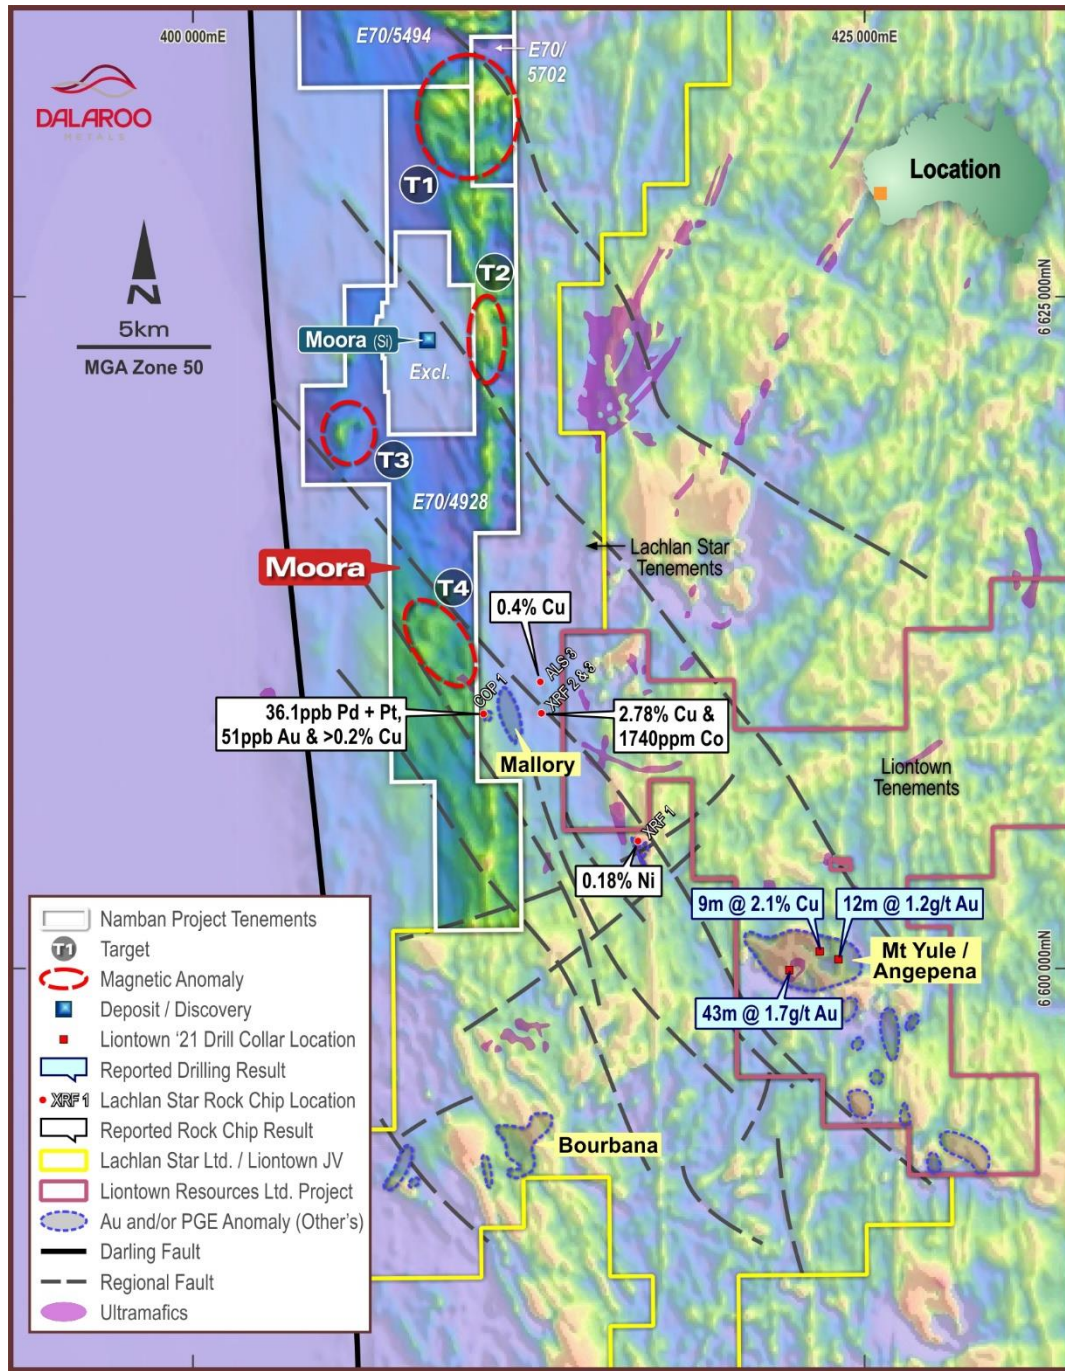 400 000mE
425 000mE
E70/5494
E70/
5702
DALAROO
METALS
Location
T1
N
5km
MGA Zone 50
T2
6 625 000mN
Moora (Si)
Excl.
T3
E70/4928
Lachlan Star
Tenements
Moora
T4
0.4% Cu
ALS 3
COP 1
XRF 2 & 3
36.1ppb Pd + Pt,
51ppb Au & >0.2% Cu
2.78% Cu &
1740ppm Co
Mallory
Liontown
Tenements
XRF 1
0.18% Ni
9m @ 2.1% Cu
12m @ 1.2g/t Au
Mt Yule /
Angepena
6 600 000mN
43m @ 1.7g/t Au
Bourbana
Namban Project Tenements
T1
Target
Magnetic Anomaly
Deposit / Discovery
Liontown ‘21 Drill Collar Location
Reported Drilling Result
XRF 1
Lachlan Star Rock Chip Location
Reported Rock Chip Result
Lachlan Star Ltd. / Liontown JV
Liontown Resources Ltd. Project
Au and/or PGE Anomaly (Other’s)
Darling Fault
Regional Fault
Ultramafics